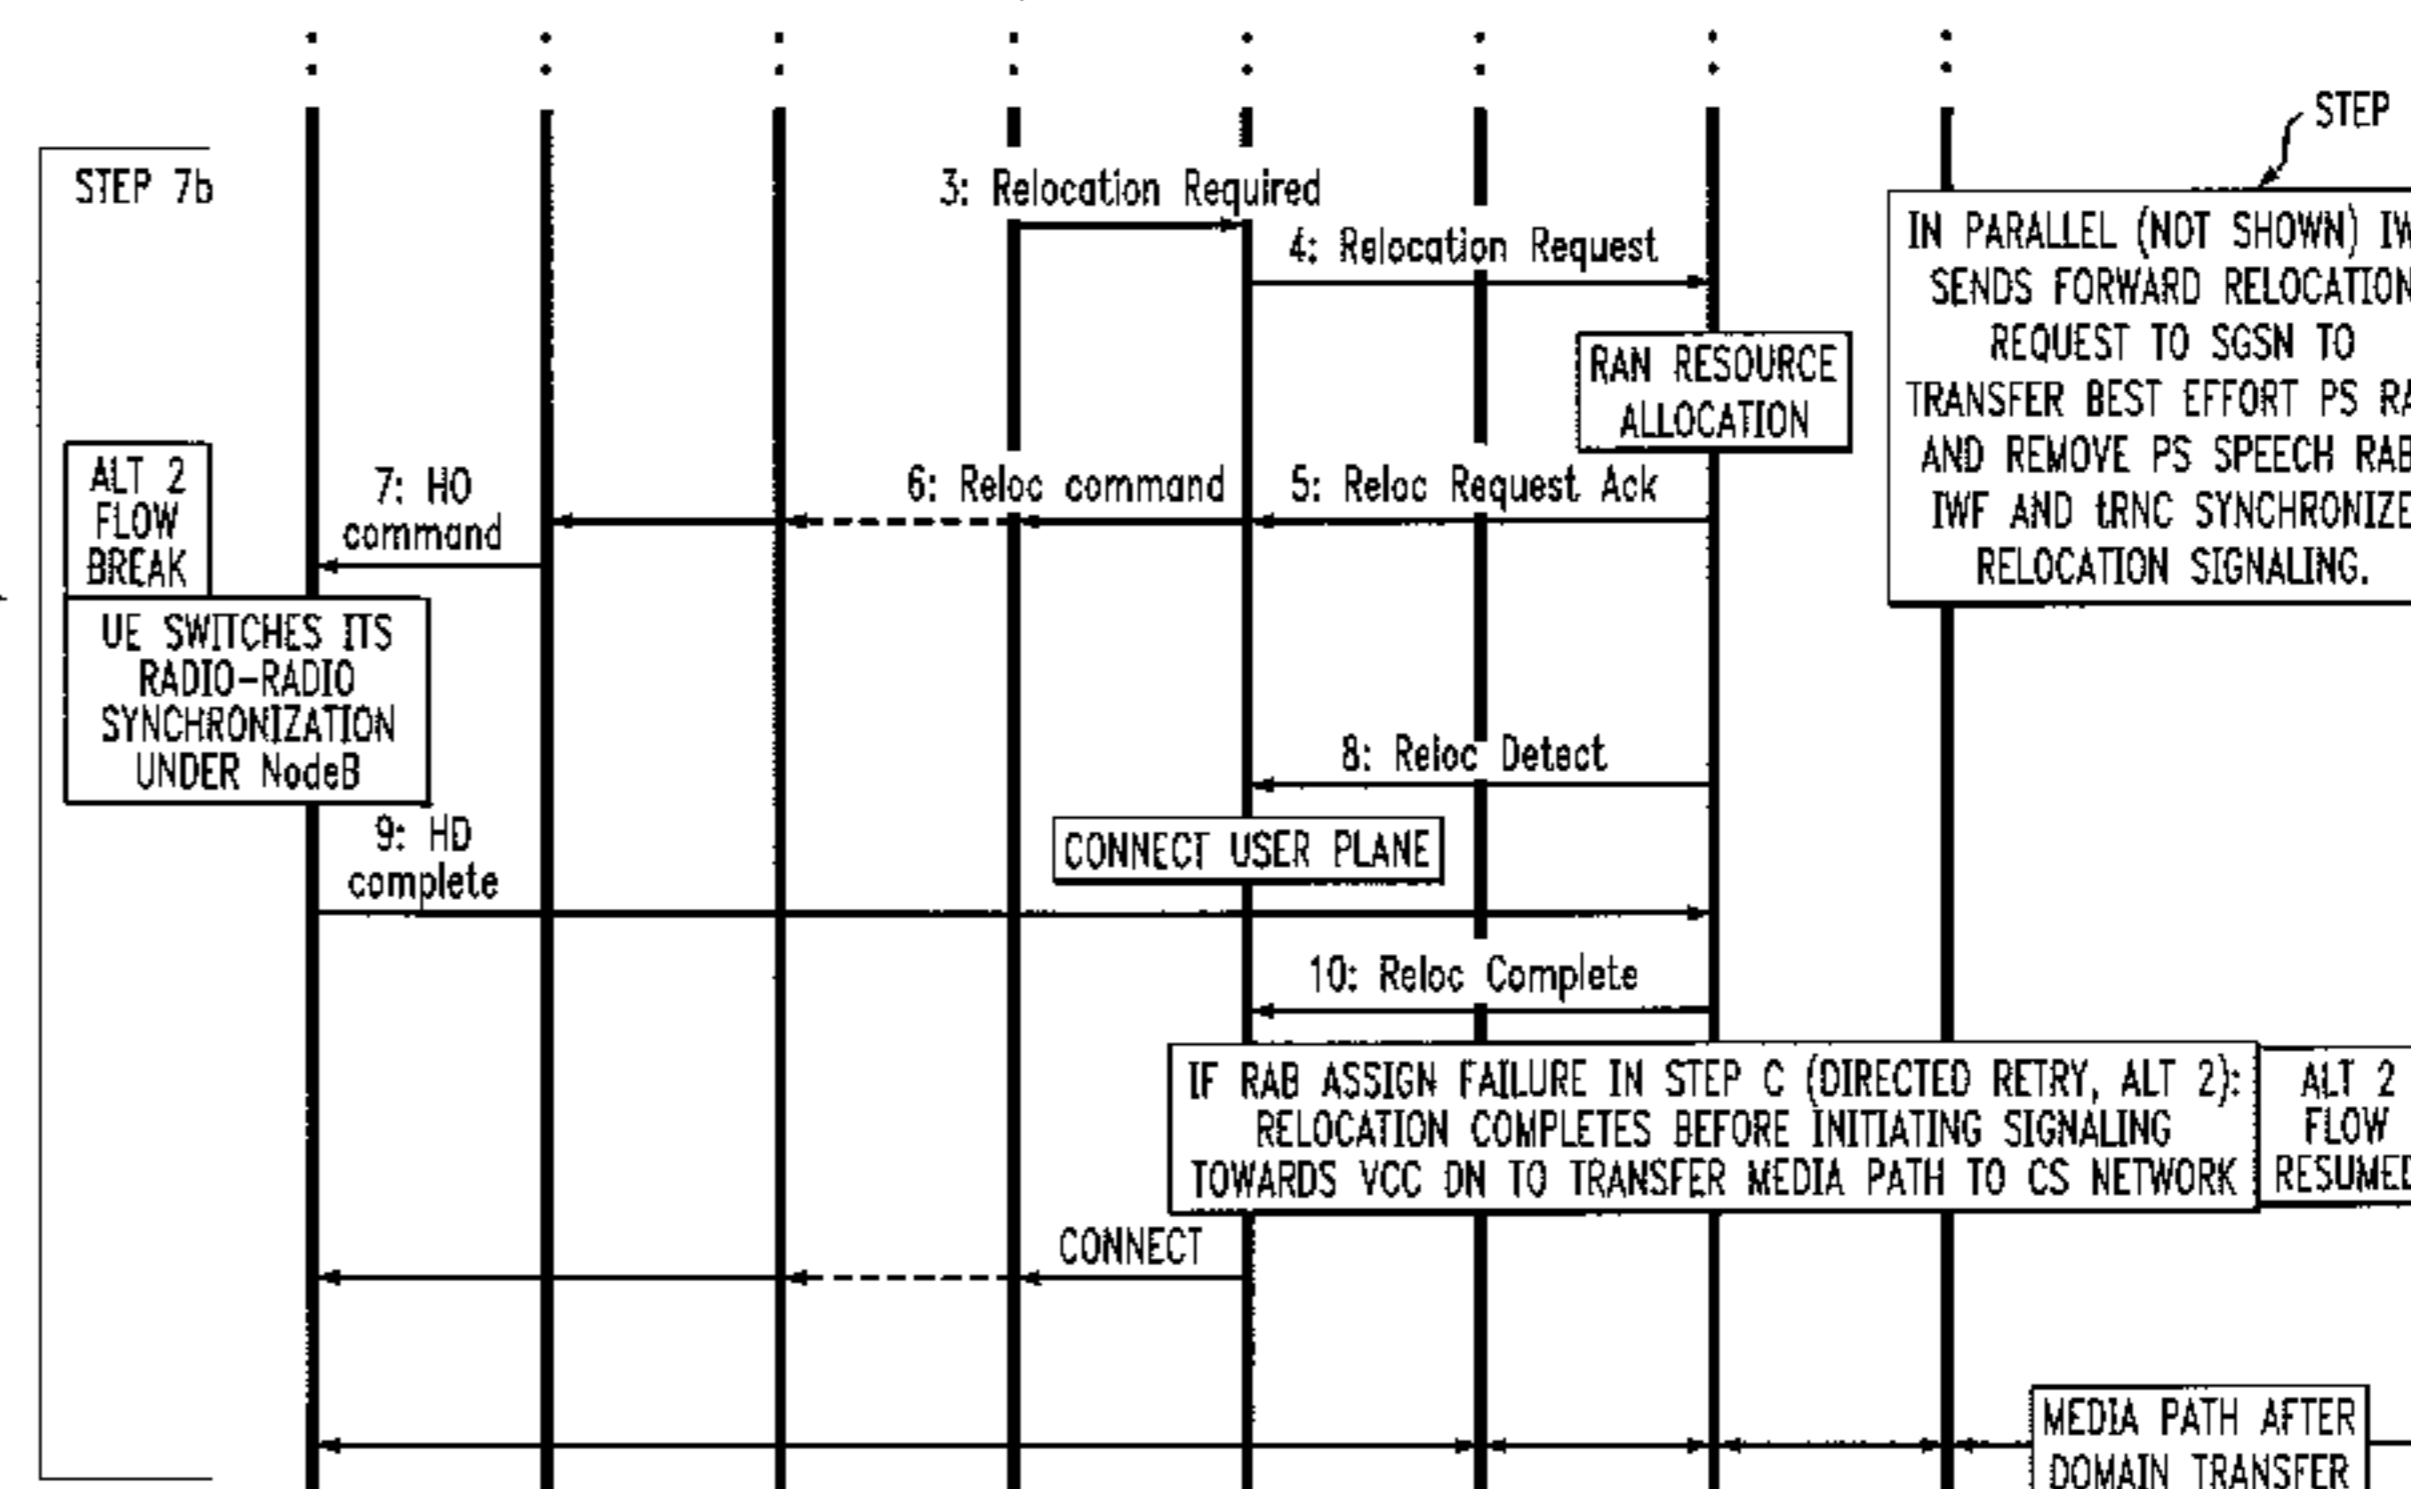 STEP
STEP 7b
3: Relocation Required
4: Relocation Request
IN PARALLEL (NOT SHOWN)
SENDS FORWARD RELOCATION
REQUEST TO SGSN TO
TRANSFER BEST EFFORT PS
AND REMOVE PS SPEECH RAB
IWF AND tRNC SYNCHRONIZE
RELOCATION SIGNALING.
RAN RESOURCE
ALLOCATION
ALT 2
FLOW
BREAK
7: HO
command
6: Reloc command
5: Reloc Request Ack
UE SWITCHES ITS
RADIO-RADIO
SYNCHRONIZATION
UNDER NodeB
8: Reloc Detect
CONNECT USER PLANE
9: HD
complete
10: Reloc Complete
IF RAB ASSIGN FAILURE IN STEP C (DIRECTED RETRY, ALT 2):
RELOCATION COMPLETES BEFORE INITIATING SIGNALING
TOWARDS VCC DN TO TRANSFER MEDIA PATH TO CS NETWORK
ALT 2
FLOW
RESUMED
CONNECT
MEDIA PATH AFTER
DOMAIN TRANSFER